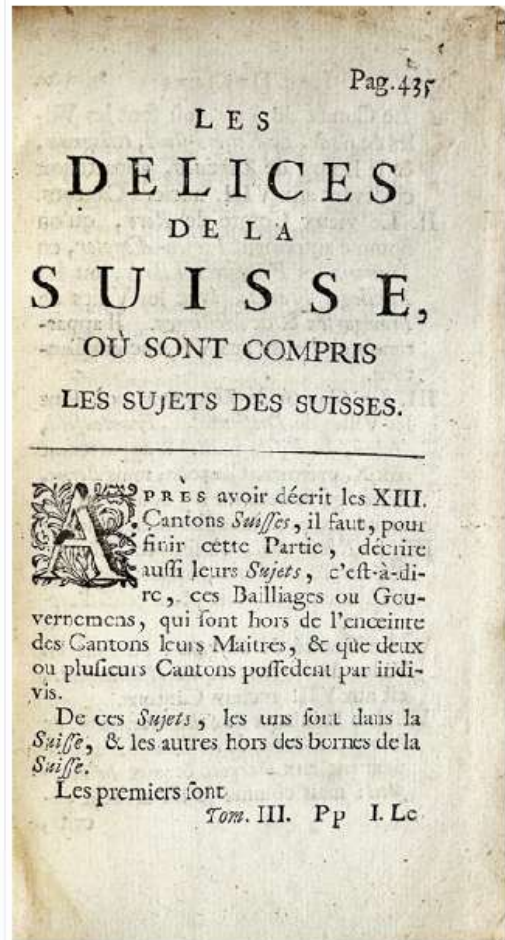 Pag. 435
LES
DELICES
DE LA
SUISSE,
OÙ SONT COMPRIS
LES SUJETS DES SUISSES.
APRÈS avoir décrit les XIII.
Cantons Suiſſes, il faut, pour
finir cette Partie, décrire
auſſi leurs Sujets, c'eſt-à-di-
re, ces Bailliages ou Gou-
vernemens, qui ſont hors de l'enceinte
des Cantons leurs Maitres, & que deux
ou pluſieurs Cantons poſſedent par indi-
vis.
De ces Sujets, les uns ſont dans la
Suiſſe, & les autres hors des bornes de la
Suiſſe.
Les premiers ſont
Tom. III. Pp I. Le